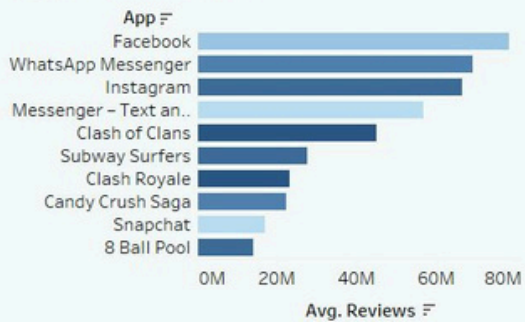 App
Facebook
WhatsApp Messenger
Instagram
Messenger – Text an..
Clash of Clans
Subway Surfers
Clash Royale
Candy Crush Saga
Snapchat
8 Ball Pool
0M 20M 40M 60M 80M
Avg. Reviews